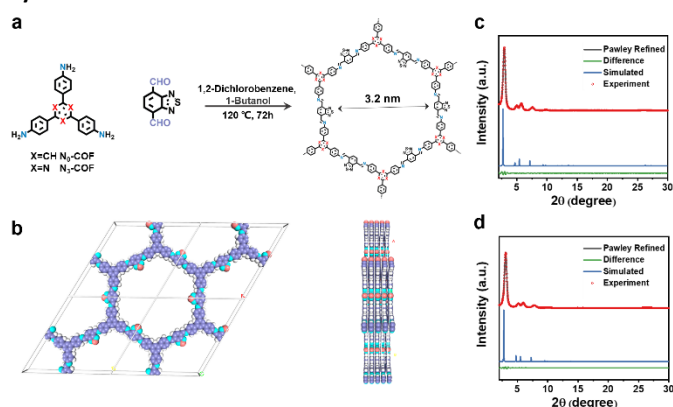 a
NH₂
H₂N
NH₂
X=CH N₀-COF
X=N N₃-COF
CHO
N
S
N
CHO
1,2-Dichlorobenzene,
1-Butanol
120 ℃, 72h
3.2 nm
b
c
Intensity (a.u.)
Pawley Refined
Difference
Simulated
Experiment
5 10 15 20 25 30
2θ (degree)
d
Intensity (a.u.)
Pawley Refined
Difference
Simulated
Experiment
5 10 15 20 25 30
2θ (degree)